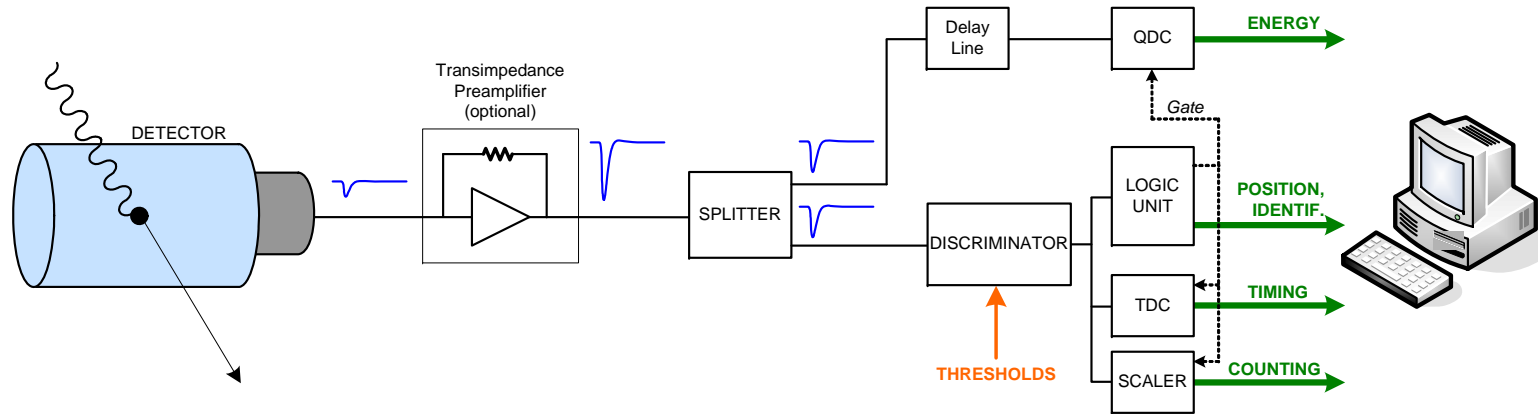 DETECTOR
Transimpedance
Preamplifier
(optional)
SPLITTER
Delay
Line
QDC
ENERGY
Gate
DISCRIMINATOR
THRESHOLDS
LOGIC
UNIT
POSITION,
IDENTIF.
TDC
TIMING
SCALER
COUNTING